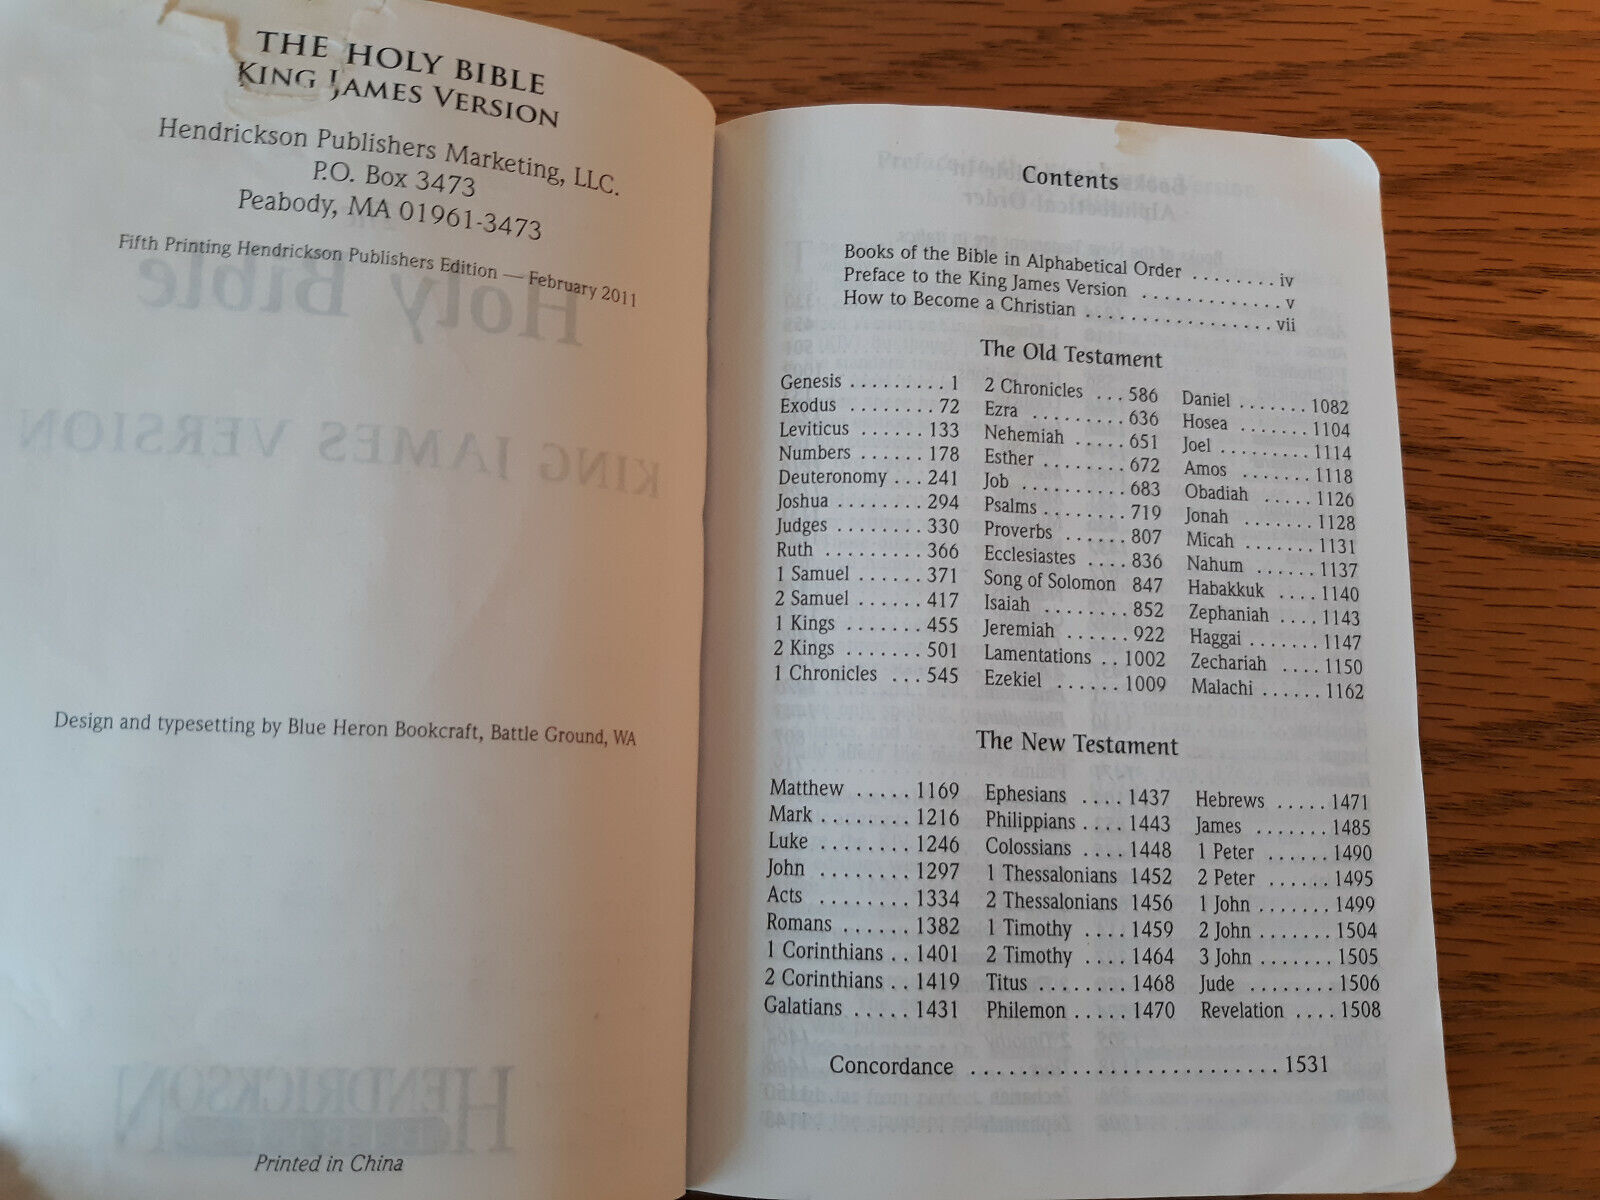 THE HOLY BIBLE
KING JAMES VERSION
Hendrickson Publishers Marketing, LLC.
P.O. Box 3473
Peabody, MA 01961-3473
Fifth Printing Hendrickson Publishers Edition — February 2011
Holy Bible
KING JAMES VERSION
Design and typesetting by Blue Heron Bookcraft, Battle Ground, WA
HENDRICKSON
Printed in China
Contents
Books of the Bible in Alphabetical Order ........ iv
Preface to the King James Version ............. v
How to Become a Christian .................. vii
The Old Testament
Genesis ......... 1
Exodus ........ 72
Leviticus ...... 133
Numbers ...... 178
Deuteronomy ... 241
Joshua ........ 294
Judges ........ 330
Ruth ......... 366
1 Samuel ...... 371
2 Samuel ...... 417
1 Kings ....... 455
2 Kings ....... 501
1 Chronicles ... 545
2 Chronicles ... 586
Ezra ........ 636
Nehemiah ..... 651
Esther ....... 672
Job ......... 683
Psalms ....... 719
Proverbs ...... 807
Ecclesiastes .... 836
Song of Solomon 847
Isaiah ........ 852
Jeremiah ...... 922
Lamentations .. 1002
Ezekiel ...... 1009
Daniel ....... 1082
Hosea ....... 1104
Joel ......... 1114
Amos ....... 1118
Obadiah ..... 1126
Jonah ....... 1128
Micah ....... 1131
Nahum ...... 1137
Habakkuk .... 1140
Zephaniah .... 1143
Haggai ....... 1147
Zechariah .... 1150
Malachi ...... 1162
The New Testament
Matthew ..... 1169
Mark ........ 1216
Luke ........ 1246
John ........ 1297
Acts ........ 1334
Romans ...... 1382
1 Corinthians .. 1401
2 Corinthians .. 1419
Galatians ..... 1431
Ephesians .... 1437
Philippians .... 1443
Colossians .... 1448
1 Thessalonians 1452
2 Thessalonians 1456
1 Timothy .... 1459
2 Timothy .... 1464
Titus ........ 1468
Philemon ..... 1470
Hebrews ..... 1471
James ....... 1485
1 Peter ...... 1490
2 Peter ...... 1495
1 John ....... 1499
2 John ....... 1504
3 John ....... 1505
Jude ........ 1506
Revelation .... 1508
Concordance ......................... 1531